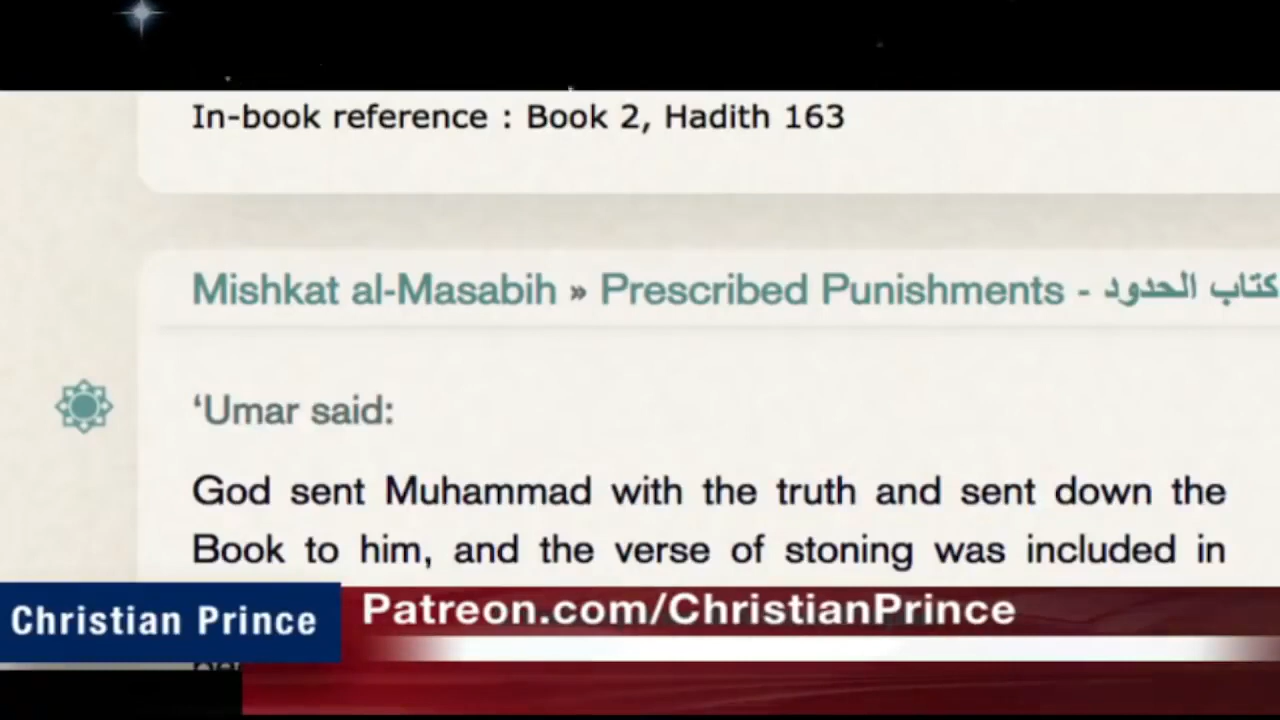 In-book reference : Book 2, Hadith 163
Mishkat al-Masabih » Prescribed Punishments - كتاب الحدود
‘Umar said:
God sent Muhammad with the truth and sent down the
Book to him, and the verse of stoning was included in
Christian Prince
Patreon.com/ChristianPrince